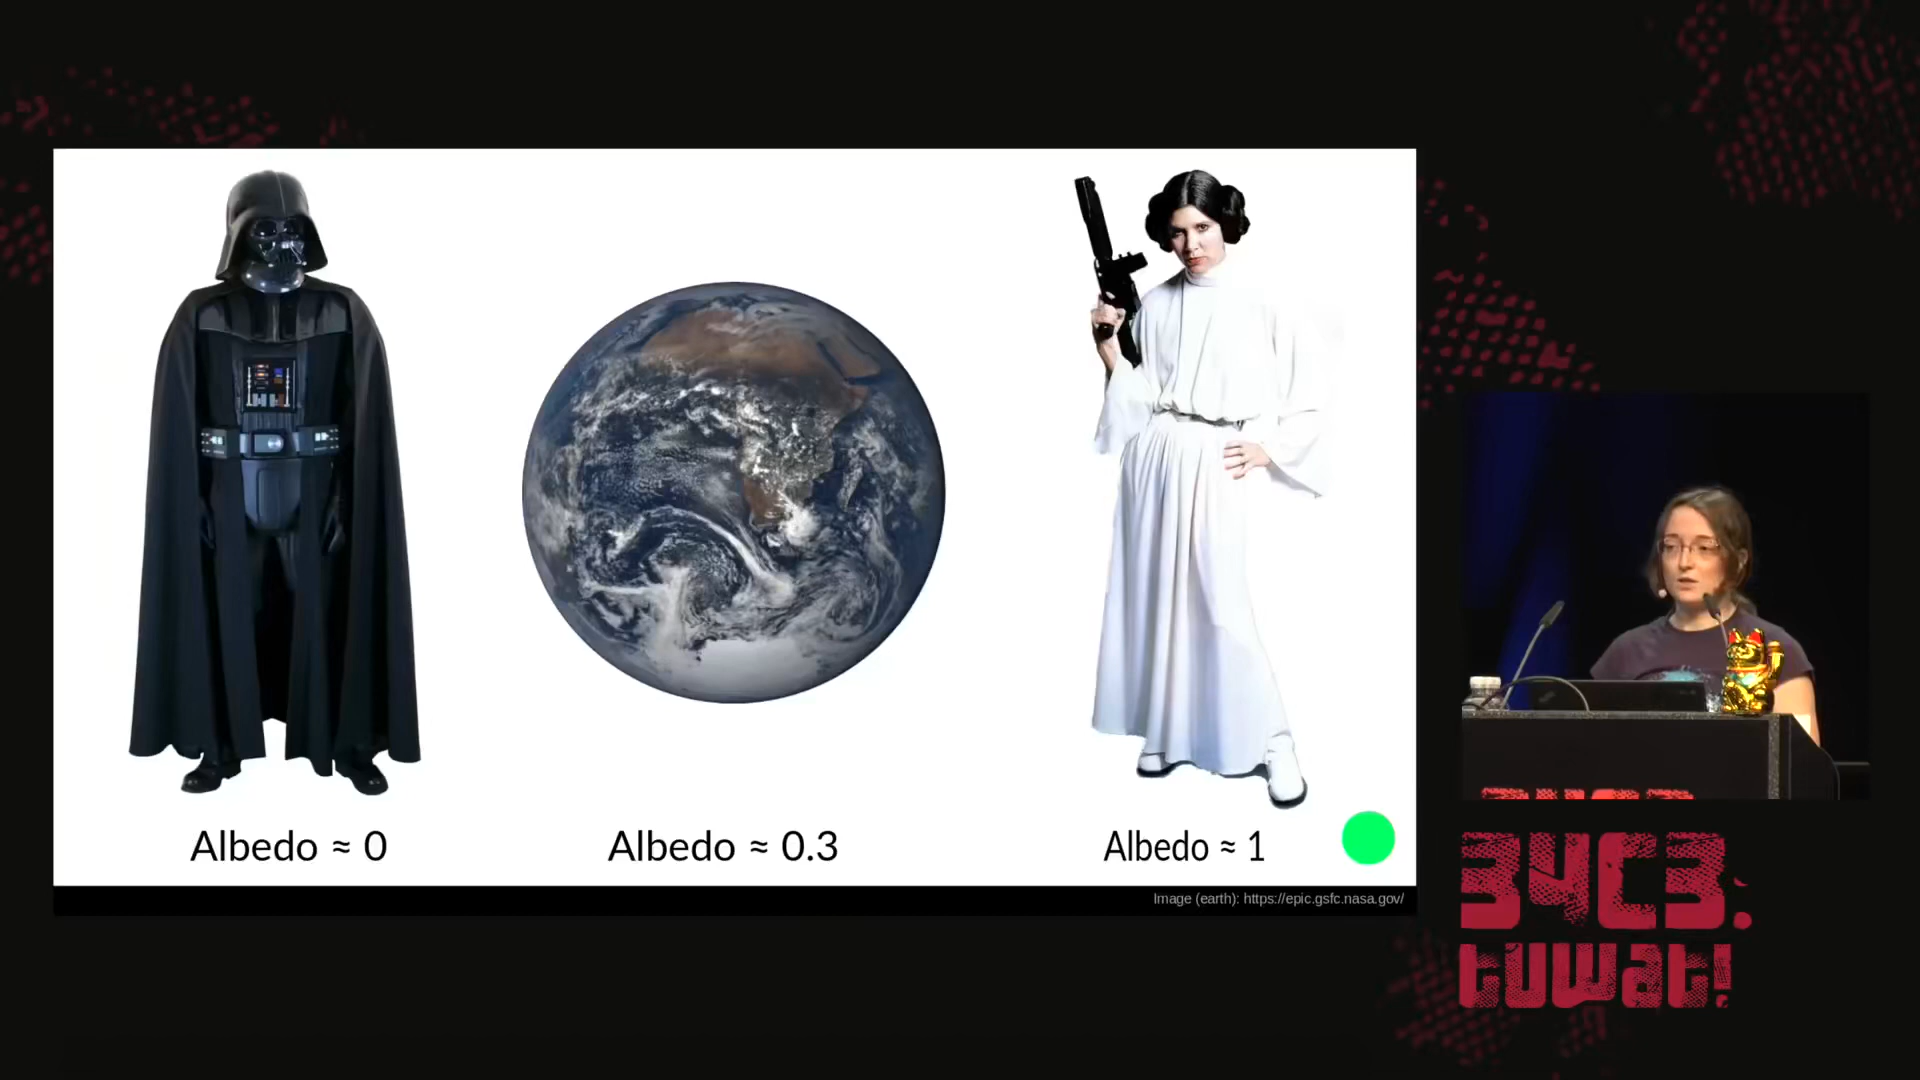 Albedo ≈ 0
Albedo ≈ 0.3
Albedo ≈ 1
Image (earth): https://epic.gsfc.nasa.gov/
34C3.
tuwat!